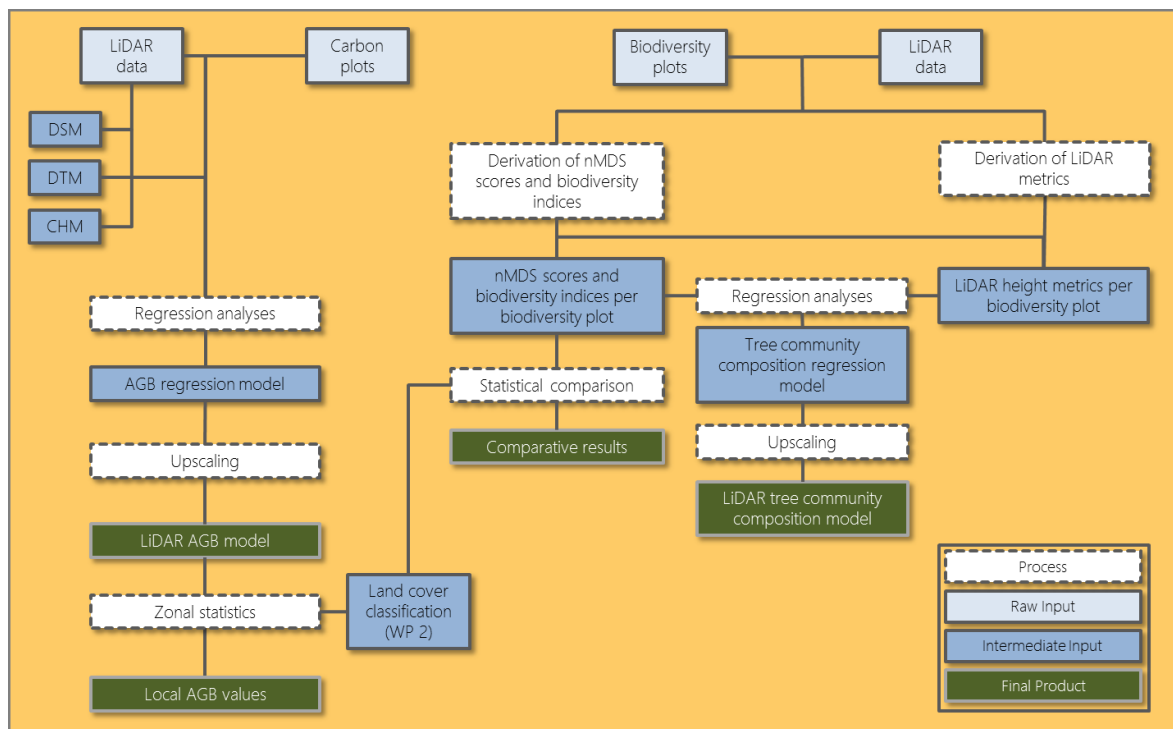 LiDAR
data
Carbon
plots
DSM
DTM
CHM
Regression analyses
AGB regression model
Upscaling
LiDAR AGB model
Zonal statistics
Local AGB values
Land cover
classification
(WP 2)
Biodiversity
plots
LiDAR
data
Derivation of nMDS
scores and biodiversity
indices
Derivation of LiDAR
metrics
nMDS scores and
biodiversity indices per
biodiversity plot
Regression analyses
LiDAR height metrics per
biodiversity plot
Statistical comparison
Comparative results
Tree community
composition regression
model
Upscaling
LiDAR tree community
composition model
Process
Raw Input
Intermediate Input
Final Product